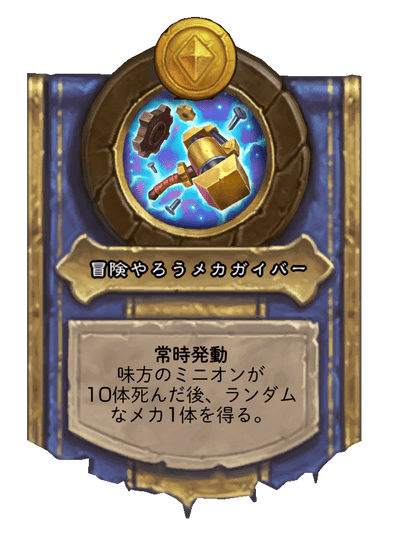 冒険やろうメカガイバー
常時発動
味方のミニオンが
10体死んだ後、ランダム
なメカ1体を得る。